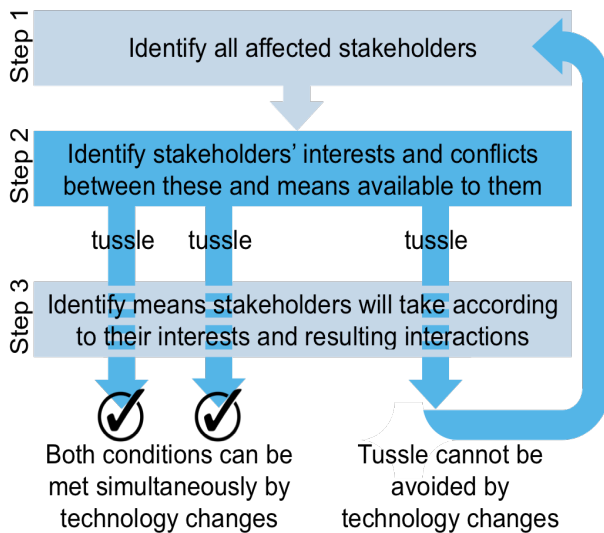 Step 1
Identify all affected stakeholders
Step 2
Identify stakeholders' interests and conflicts
between these and means available to them
tussle
tussle
tussle
Step 3
Identify means stakeholders will take according
to their interests and resulting interactions
Both conditions can be
met simultaneously by
technology changes
Tussle cannot be
avoided by
technology changes